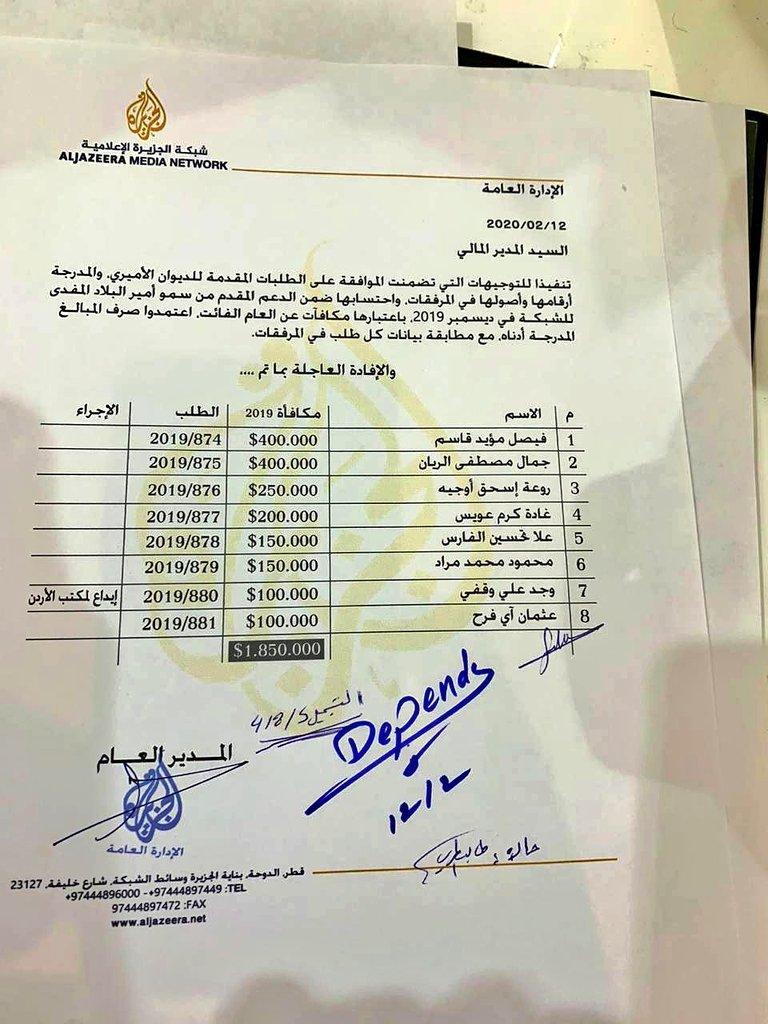 شبكة الجزيرة الإعلامية
ALJAZEERA MEDIA NETWORK
الإدارة العامة
2020/02/12
السيد المدير المالي
تنفيذا للتوجيهات التي تضمنت الموافقة على الطلبات المقدمة للديوان الأميري، والمدرجة
أرقامها وأصولها في المرفقات، واحتسابها ضمن الدعم المقدم من سمو أمير البلاد المفدى
للشبكة في ديسمبر 2019، باعتبارها مكافآت عن العام الفائت، اعتمدوا صرف المبالغ
المدرجة أدناه، مع مطابقة بيانات كل طلب في المرفقات.
والإفادة العاجلة بما تم ....
م الاسم مكافأة 2019 الطلب الإجراء
1 فيصل مؤيد قاسم $400.000 2019/874
2 جمال مصطفى الريان $400.000 2019/875
3 روعة إسحق أوجيه $250.000 2019/876
4 غادة كرم عويس $200.000 2019/877
5 علا تحسين الفارس $150.000 2019/878
6 محمود محمد مراد $150.000 2019/879
7 وجد علي وقفي $100.000 2019/880 إيداع لمكتب الأردن
8 عثمان آي فرح $100.000 2019/881
$1.850.000
Depends
12/2
المدير العام
الإدارة العامة
قطر، الدوحة، بناية الجزيرة وسائط الشبكة، شارع خليفة، 23127
TEL: +97444897449 - +97444896000
FAX: 97444897472
www.aljazeera.net